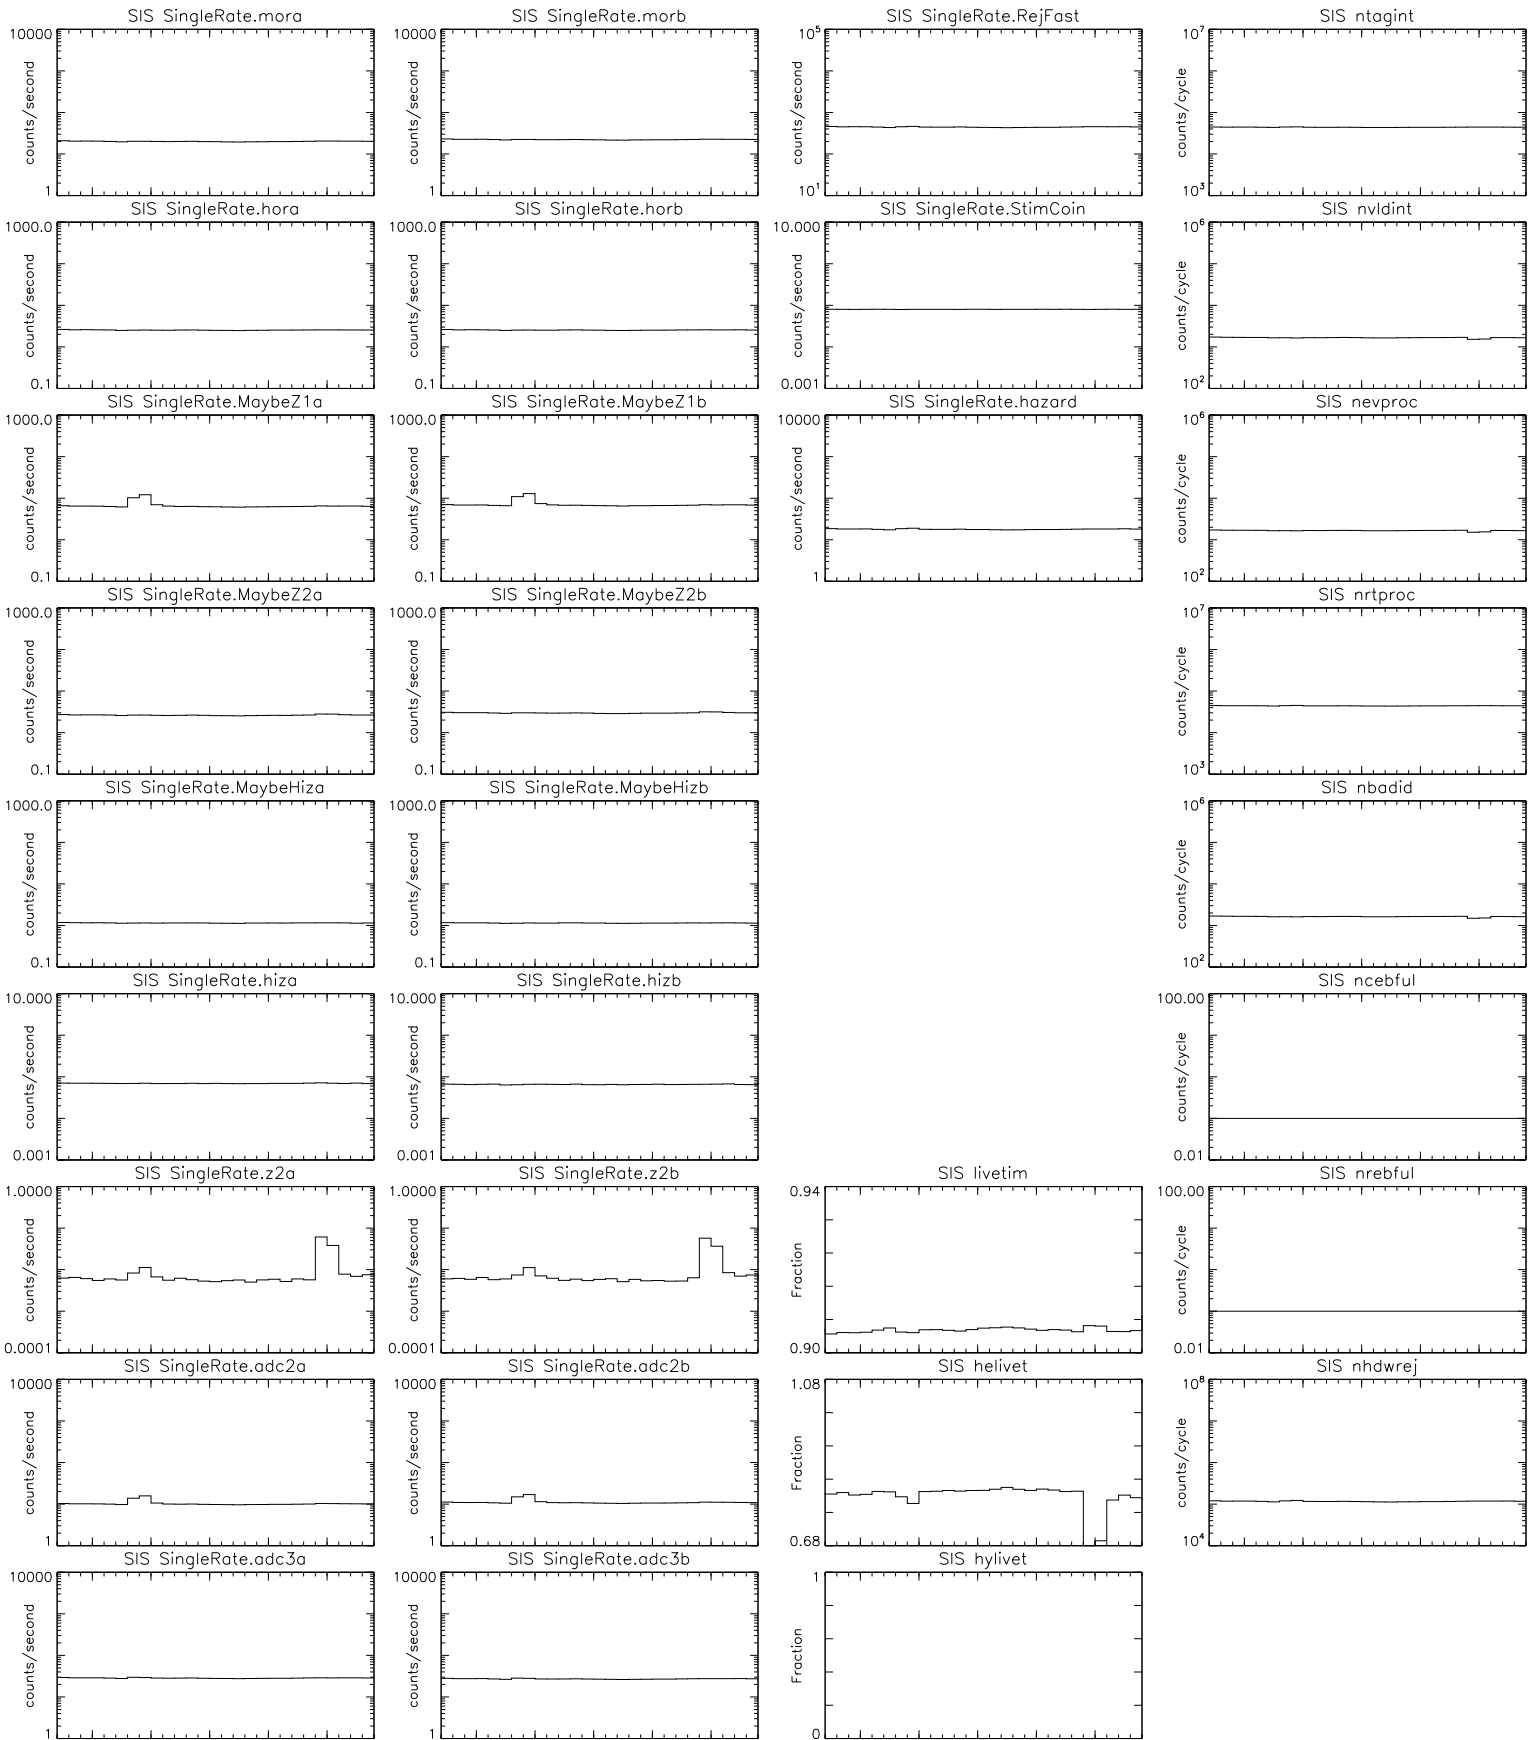 SIS SingleRate.mora
10000
counts/second
1
SIS SingleRate.morb
10000
counts/second
1
SIS SingleRate.RejFast
10^5
counts/second
10^1
SIS ntagint
10^7
counts/cycle
10^3
SIS SingleRate.hora
1000.0
counts/second
0.1
SIS SingleRate.horb
1000.0
counts/second
0.1
SIS SingleRate.StimCoin
10.000
counts/second
0.001
SIS nvldint
10^6
counts/cycle
10^2
SIS SingleRate.MaybeZ1a
1000.0
counts/second
0.1
SIS SingleRate.MaybeZ1b
1000.0
counts/second
0.1
SIS SingleRate.hazard
10000
counts/second
1
SIS nevproc
10^6
counts/cycle
10^2
SIS SingleRate.MaybeZ2a
1000.0
counts/second
0.1
SIS SingleRate.MaybeZ2b
1000.0
counts/second
0.1
SIS nrtproc
10^7
counts/cycle
10^3
SIS SingleRate.MaybeHiza
1000.0
counts/second
0.1
SIS SingleRate.MaybeHizb
1000.0
counts/second
0.1
SIS nbadid
10^6
counts/cycle
10^2
SIS SingleRate.hiza
10.000
counts/second
0.001
SIS SingleRate.hizb
10.000
counts/second
0.001
SIS ncebful
100.00
counts/cycle
0.01
SIS SingleRate.z2a
1.0000
counts/second
0.0001
SIS SingleRate.z2b
1.0000
counts/second
0.0001
SIS livetim
0.94
Fraction
0.90
SIS nrebful
100.00
counts/cycle
0.01
SIS SingleRate.adc2a
10000
counts/second
1
SIS SingleRate.adc2b
10000
counts/second
1
SIS helivet
1.08
Fraction
0.68
SIS nhdwrej
10^8
counts/cycle
10^4
SIS SingleRate.adc3a
10000
counts/second
1
SIS SingleRate.adc3b
10000
counts/second
1
SIS hylivet
1
Fraction
0